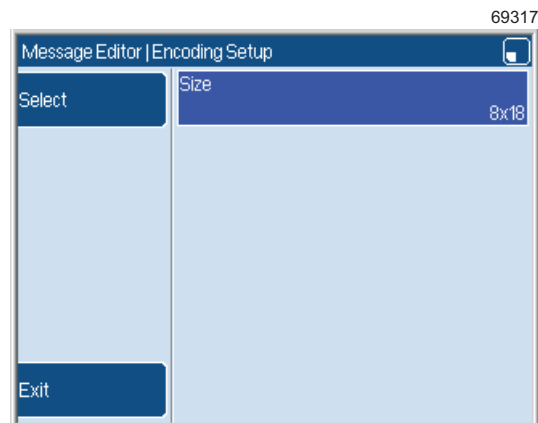 69317
Message Editor | Encoding Setup
Select
Size
8x18
Exit